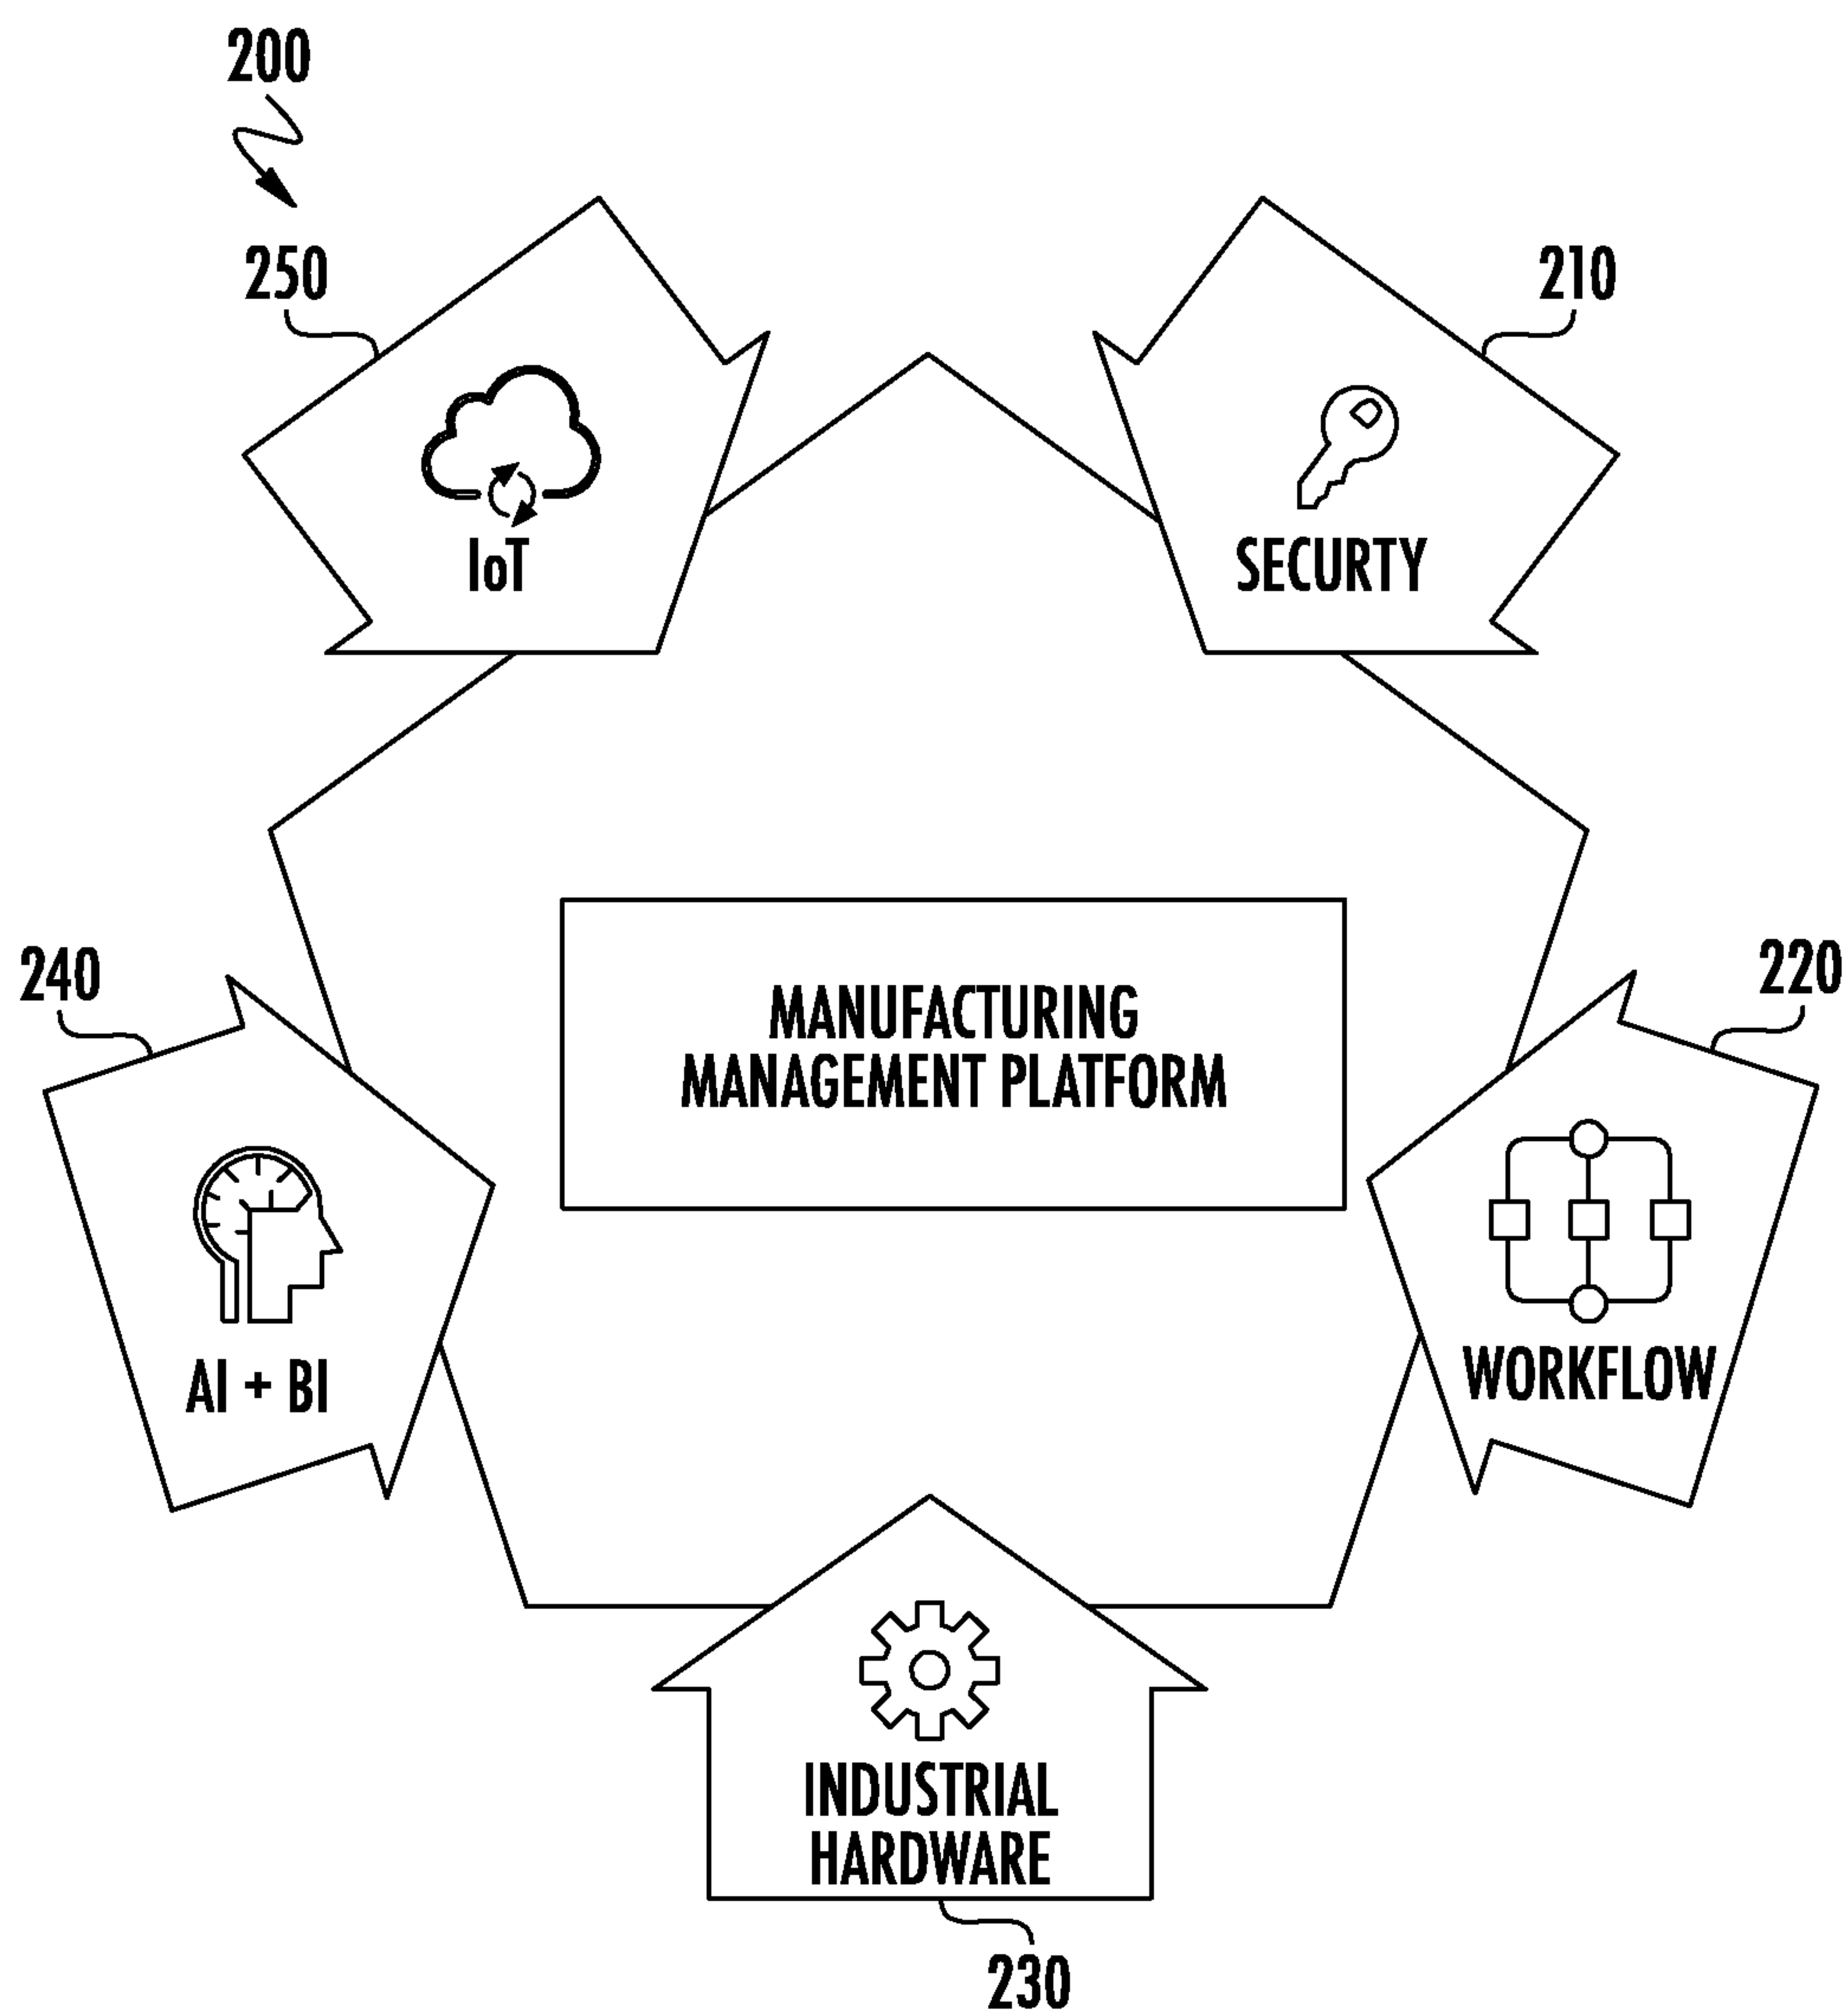 200
250
210
IoT
SECURTY
240
220
MANUFACTURING
MANAGEMENT PLATFORM
AI + BI
WORKFLOW
INDUSTRIAL
HARDWARE
230